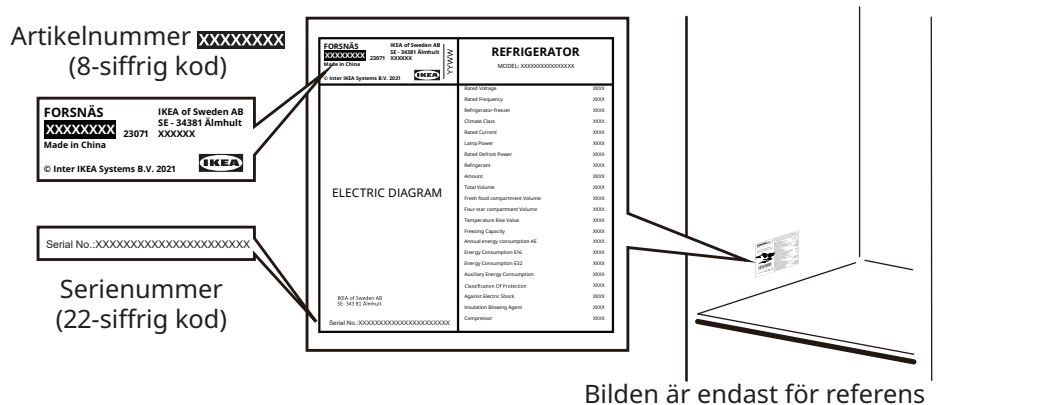 Artikelnummer XXXXXXXX
(8-siffrig kod)
FORSNÄS
XXXXXXXX 23071
Made in China
IKEA of Sweden AB
SE - 34381 Älmhult
XXXXXX
© Inter IKEA Systems B.V. 2021
IKEA
Serial No.:XXXXXXXXXXXXXXXXXXXXXX
Serienummer
(22-siffrig kod)
FORSNÄS
XXXXXXXX 23071
Made in China
IKEA of Sweden AB
SE - 34381 Älmhult
XXXXXX
© Inter IKEA Systems B.V. 2021
IKEA
YYWW
REFRIGERATOR
MODEL: XXXXXXXXXXXXXXX
ELECTRIC DIAGRAM
IKEA of Sweden AB
SE- 343 81 Älmhult
Serial No.:XXXXXXXXXXXXXXXXXXXXXX
Rated Voltage XXXX
Rated Frequency XXXX
Refrigerator-freezer XXXX
Climate Class XXXX
Rated Current XXXX
Lamp Power XXXX
Rated Defrost Power XXXX
Refrigerant XXXX
Amount XXXX
Total Volume XXXX
Fresh food compartment Volume XXXX
Four-star compartment Volume XXXX
Temperature Rise Value XXXX
Freezing Capacity XXXX
Annual energy consumption AE XXXX
Energy Consumption E16 XXXX
Energy Consumption E32 XXXX
Auxiliary Energy Consumption XXXX
Classification Of Protection XXXX
Against Electric Shock XXXX
Insulation Blowing Agent XXXX
Compressor XXXX
Bilden är endast för referens